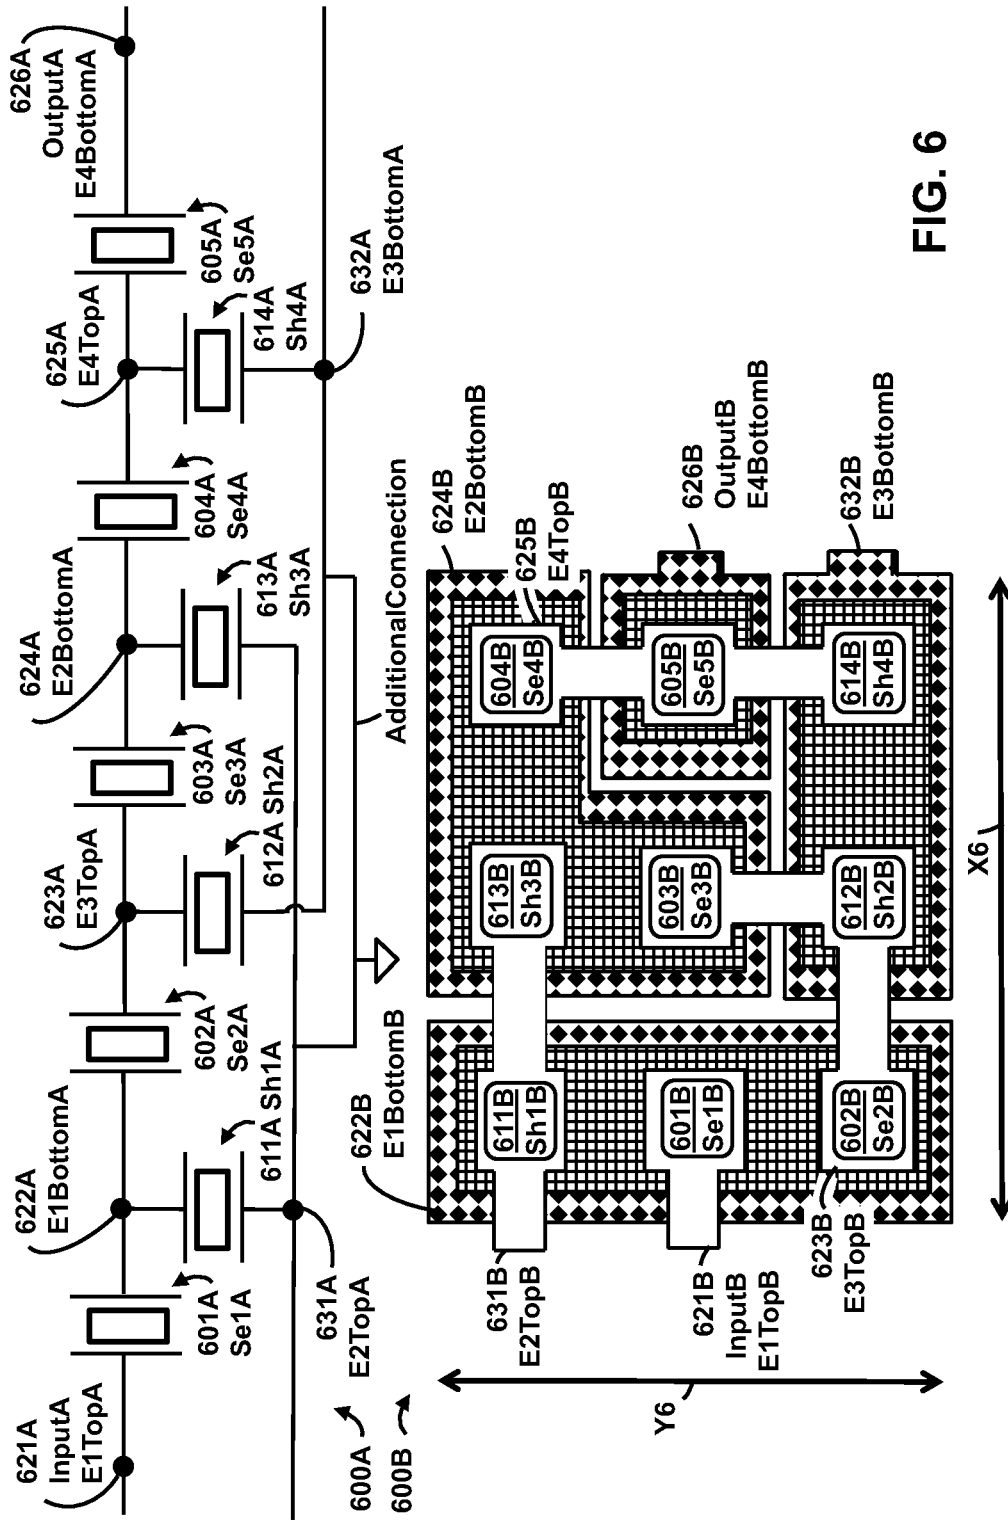 621A
InputA
E1TopA
601A
Se1A
622A
E1BottomA
611A Sh1A
602A
Se2A
623A
E3TopA
612A Sh2A
603A
Se3A
624A
E2BottomA
613A
Sh3A
604A
Se4A
625A
E4TopA
614A
Sh4A
605A
Se5A
626A
OutputA
E4BottomA
631A
E2TopA
632A
E3BottomA
AdditionalConnection
600A
600B
622B
E1BottomB
624B
E2BottomB
625B
E4TopB
626B
OutputB
E4BottomB
632B
E3BottomB
631B
E2TopB
621B
InputB
E1TopB
623B
E3TopB
611B
Sh1B
601B
Se1B
602B
Se2B
613B
Sh3B
603B
Se3B
612B
Sh2B
604B
Se4B
605B
Se5B
614B
Sh4B
Y6
X6
FIG. 6